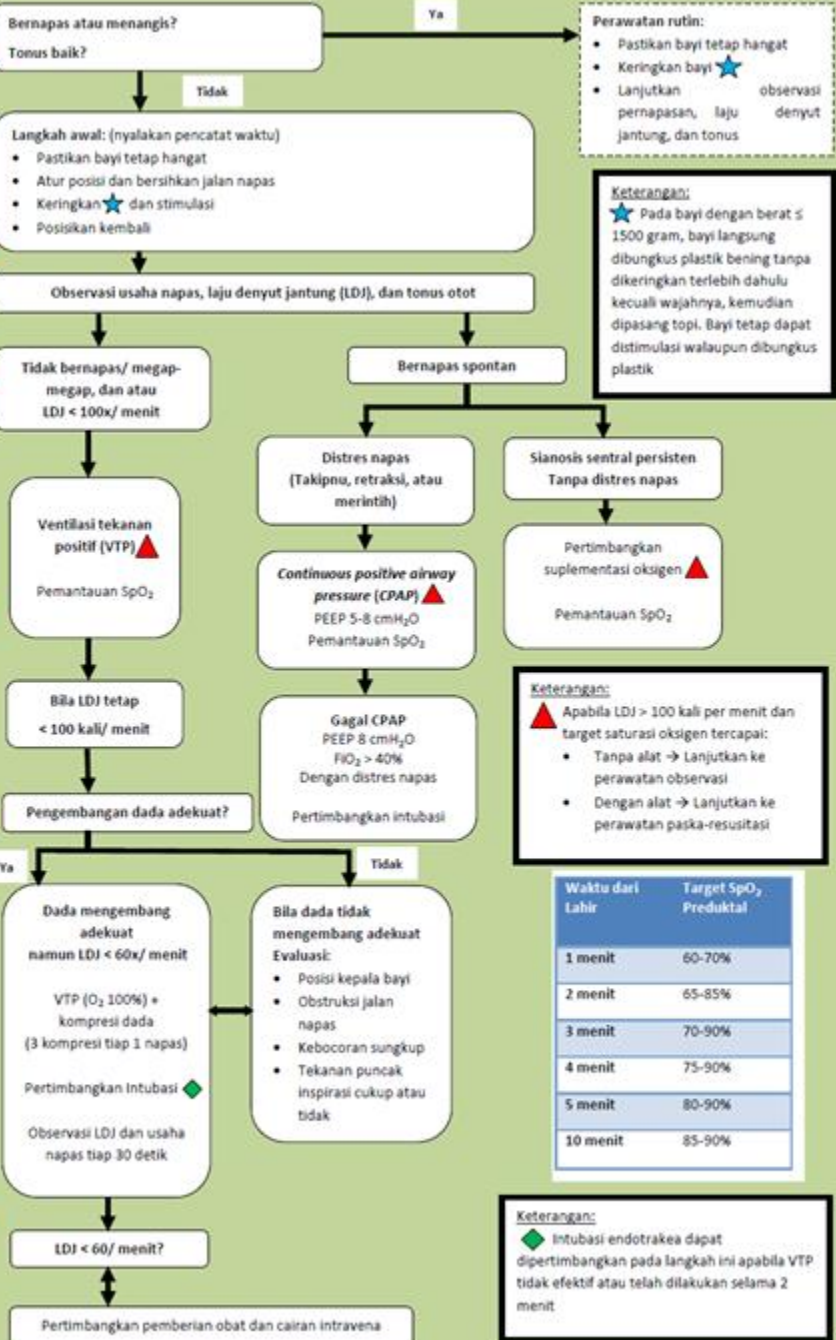 Bernapas atau menangis?
Tonus baik?
Ya
Perawatan rutin:
• Pastikan bayi tetap hangat
• Keringkan bayi
• Lanjutkan observasi
pernapasan, laju denyut
jantung, dan tonus
Tidak
Langkah awal: (nyalakan pencatat waktu)
• Pastikan bayi tetap hangat
• Atur posisi dan bersihkan jalan napas
• Keringkan dan stimulasi
• Posisikan kembali
Keterangan:
Pada bayi dengan berat ≤
1500 gram, bayi langsung
dibungkus plastik bening tanpa
dikeringkan terlebih dahulu
kecuali wajahnya, kemudian
dipasang topi. Bayi tetap dapat
distimulasi walaupun dibungkus
plastik
Observasi usaha napas, laju denyut jantung (LDJ), dan tonus otot
Tidak bernapas/ megap-
megap, dan atau
LDJ < 100x/ menit
Bernapas spontan
Distres napas
(Takipnu, retraksi, atau
merintih)
Sianosis sentral persisten
Tanpa distres napas
Ventilasi tekanan
positif (VTP)
Pemantauan SpO₂
Continuous positive airway
pressure (CPAP)
PEEP 5-8 cmH₂O
Pemantauan SpO₂
Pertimbangkan
suplementasi oksigen
Pemantauan SpO₂
Bila LDJ tetap
< 100 kali/ menit
Gagal CPAP
PEEP 8 cmH₂O
FiO₂ > 40%
Dengan distres napas
Pertimbangkan intubasi
Keterangan:
Apabila LDJ > 100 kali per menit dan
target saturasi oksigen tercapai:
• Tanpa alat → Lanjutkan ke
perawatan observasi
• Dengan alat → Lanjutkan ke
perawatan paska-resusitasi
Pengembangan dada adekuat?
Ya
Tidak
Dada mengembang
adekuat
namun LDJ < 60x/ menit
VTP (O₂ 100%) +
kompresi dada
(3 kompresi tiap 1 napas)
Pertimbangkan Intubasi
Observasi LDJ dan usaha
napas tiap 30 detik
Bila dada tidak
mengembang adekuat
Evaluasi:
• Posisi kepala bayi
• Obstruksi jalan
napas
• Kebocoran sungkup
• Tekanan puncak
inspirasi cukup atau
tidak
Waktu dari Target SpO₂
Lahir Preduktal
1 menit 60-70%
2 menit 65-85%
3 menit 70-90%
4 menit 75-90%
5 menit 80-90%
10 menit 85-90%
LDJ < 60/ menit?
Pertimbangkan pemberian obat dan cairan intravena
Keterangan:
Intubasi endotrakea dapat
dipertimbangkan pada langkah ini apabila VTP
tidak efektif atau telah dilakukan selama 2
menit